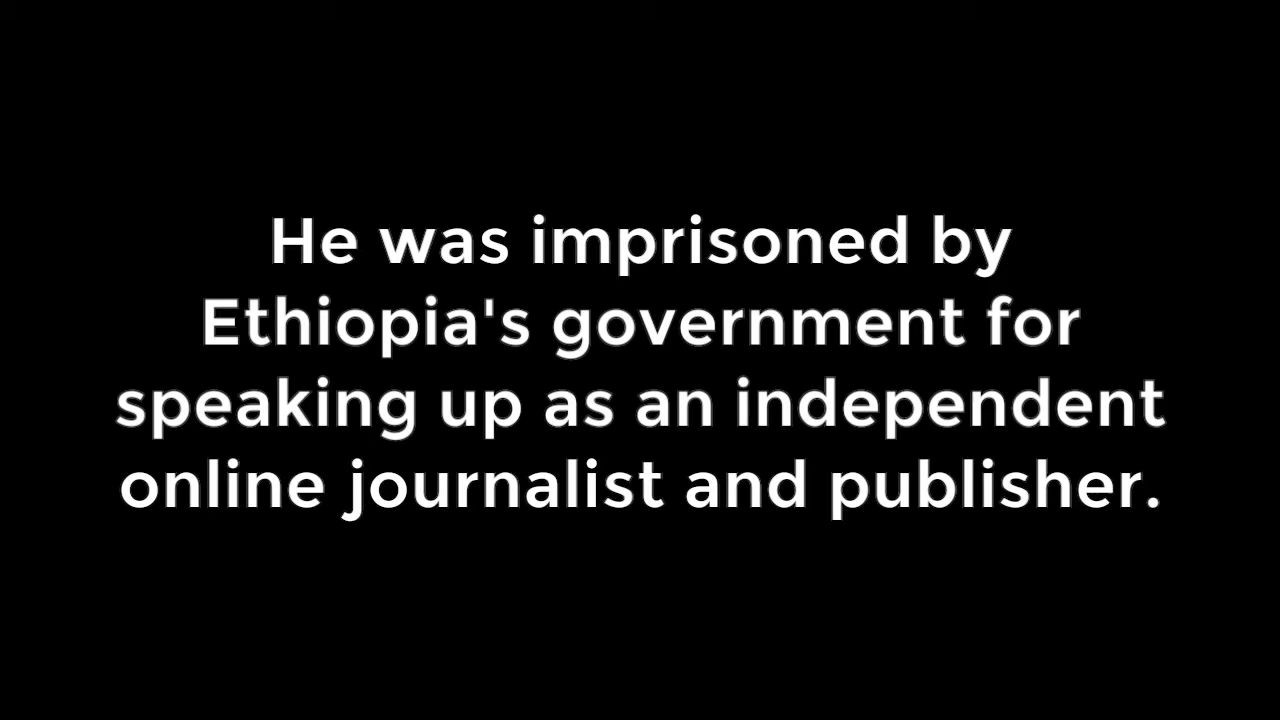 He was imprisoned by
Ethiopia's government for
speaking up as an independent
online journalist and publisher.